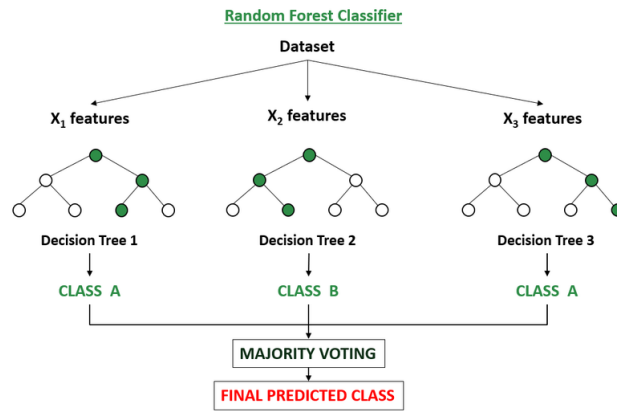 Random Forest Classifier
Dataset
X₁ features X₂ features X₃ features
Decision Tree 1 Decision Tree 2 Decision Tree 3
CLASS A CLASS B CLASS A
MAJORITY VOTING
FINAL PREDICTED CLASS